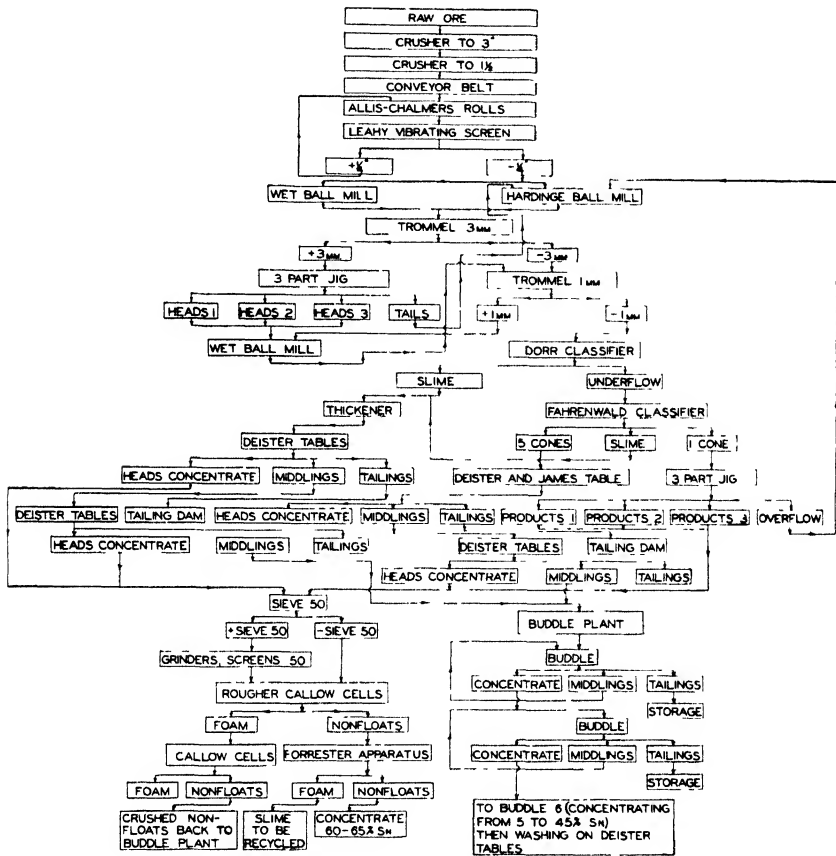 RAW ORE
CRUSHER TO 3"
CRUSHER TO 1½
CONVEYOR BELT
ALLIS-CHALMERS ROLLS
LEAHY VIBRATING SCREEN
+¼"
-¼"
WET BALL MILL
HARDINGE BALL MILL
TROMMEL 3MM
+3MM
-3MM
3 PART JIG
TROMMEL 1MM
HEADS 1
HEADS 2
HEADS 3
TAILS
+1MM
-1MM
WET BALL MILL
DORR CLASSIFIER
SLIME
UNDERFLOW
THICKENER
FAHRENWALD CLASSIFIER
DEISTER TABLES
5 CONES
SLIME
1 CONE
HEADS CONCENTRATE
MIDDLINGS
TAILINGS
DEISTER AND JAMES TABLE
3 PART JIG
DEISTER TABLES
TAILING DAM
HEADS CONCENTRATE
MIDDLINGS
TAILINGS
PRODUCTS 1
PRODUCTS 2
PRODUCTS 3
OVERFLOW
HEADS CONCENTRATE
MIDDLINGS
TAILINGS
DEISTER TABLES
TAILING DAM
HEADS CONCENTRATE
MIDDLINGS
TAILINGS
SIEVE 50
BUDDLE PLANT
+SIEVE 50
-SIEVE 50
GRINDERS, SCREENS 50
BUDDLE
ROUGHER CALLOW CELLS
CONCENTRATE
MIDDLINGS
TAILINGS
STORAGE
FOAM
NONFLOATS
BUDDLE
CALLOW CELLS
FORRESTER APPARATUS
CONCENTRATE
MIDDLINGS
TAILINGS
STORAGE
FOAM
NONFLOATS
FOAM
NONFLOATS
CRUSHED NON-
FLOATS BACK TO
BUDDLE PLANT
SLIME
TO BE
RECYCLED
CONCENTRATE
60-65% SN
TO BUDDLE 6 (CONCENTRATING
FROM 5 TO 45% SN)
THEN WASHING ON DEISTER
TABLES